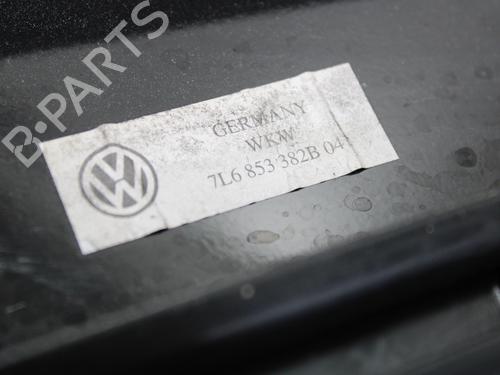 B-PARTS
GERMANY
WKW
7L6 853 382B 04